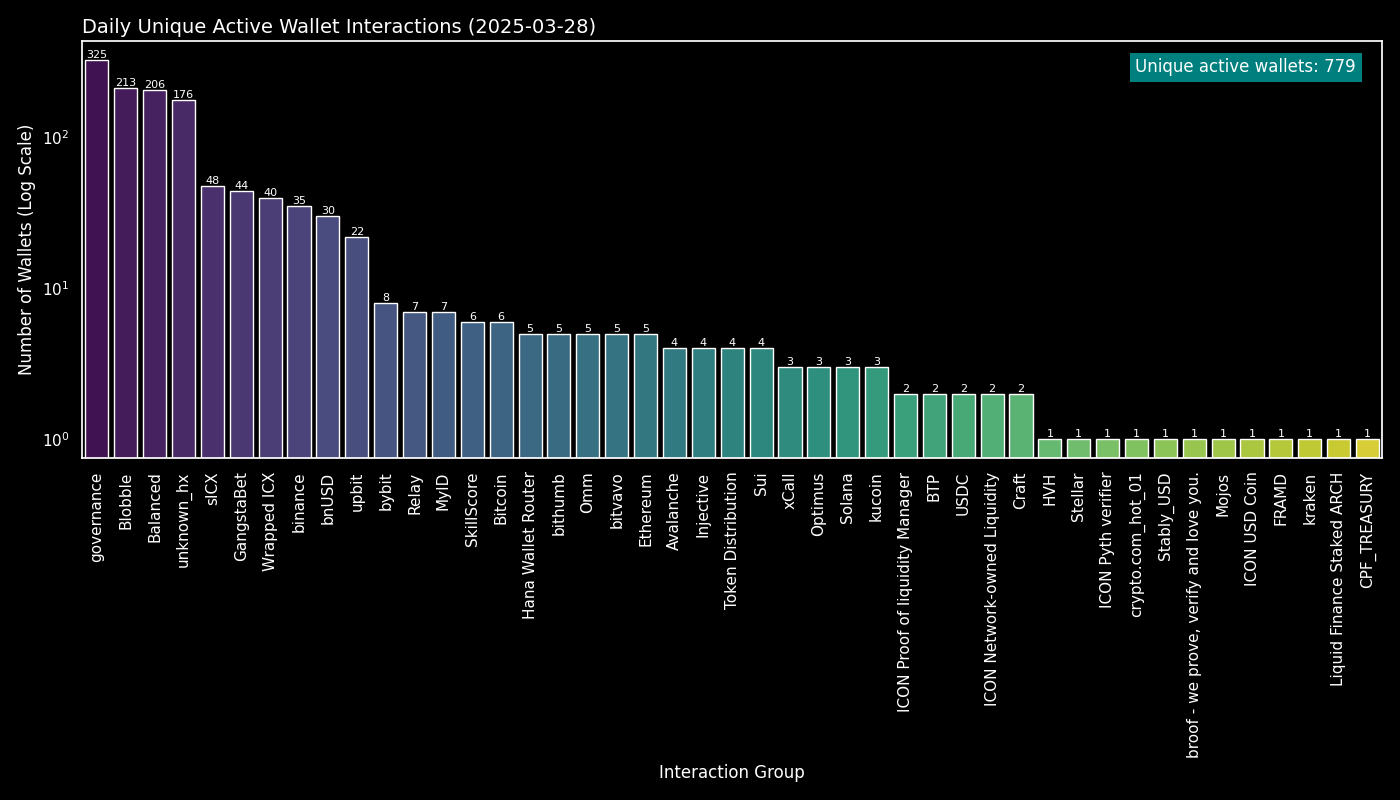 Daily Unique Active Wallet Interactions (2025-03-28)
Unique active wallets: 779
Number of Wallets (Log Scale)
10²
10¹
10⁰
325
213
206
176
48
44
40
35
30
22
8
7
7
6
6
5
5
5
5
5
4
4
4
4
3
3
3
3
2
2
2
2
2
1
1
1
1
1
1
1
1
1
1
1
1
governance
Blobble
Balanced
unknown_hx
sICX
GangstaBet
Wrapped ICX
binance
bnUSD
upbit
bybit
Relay
MyID
SkillScore
Bitcoin
Hana Wallet Router
bithumb
Omm
bitvavo
Ethereum
Avalanche
Injective
Token Distribution
Sui
xCall
Optimus
Solana
kucoin
ICON Proof of liquidity Manager
BTP
USDC
ICON Network-owned Liquidity
Craft
HVH
Stellar
ICON Pyth verifier
crypto.com_hot_01
Stably_USD
broof - we prove, verify and love you.
Mojos
ICON USD Coin
FRAMD
kraken
Liquid Finance Staked ARCH
CPF_TREASURY
Interaction Group